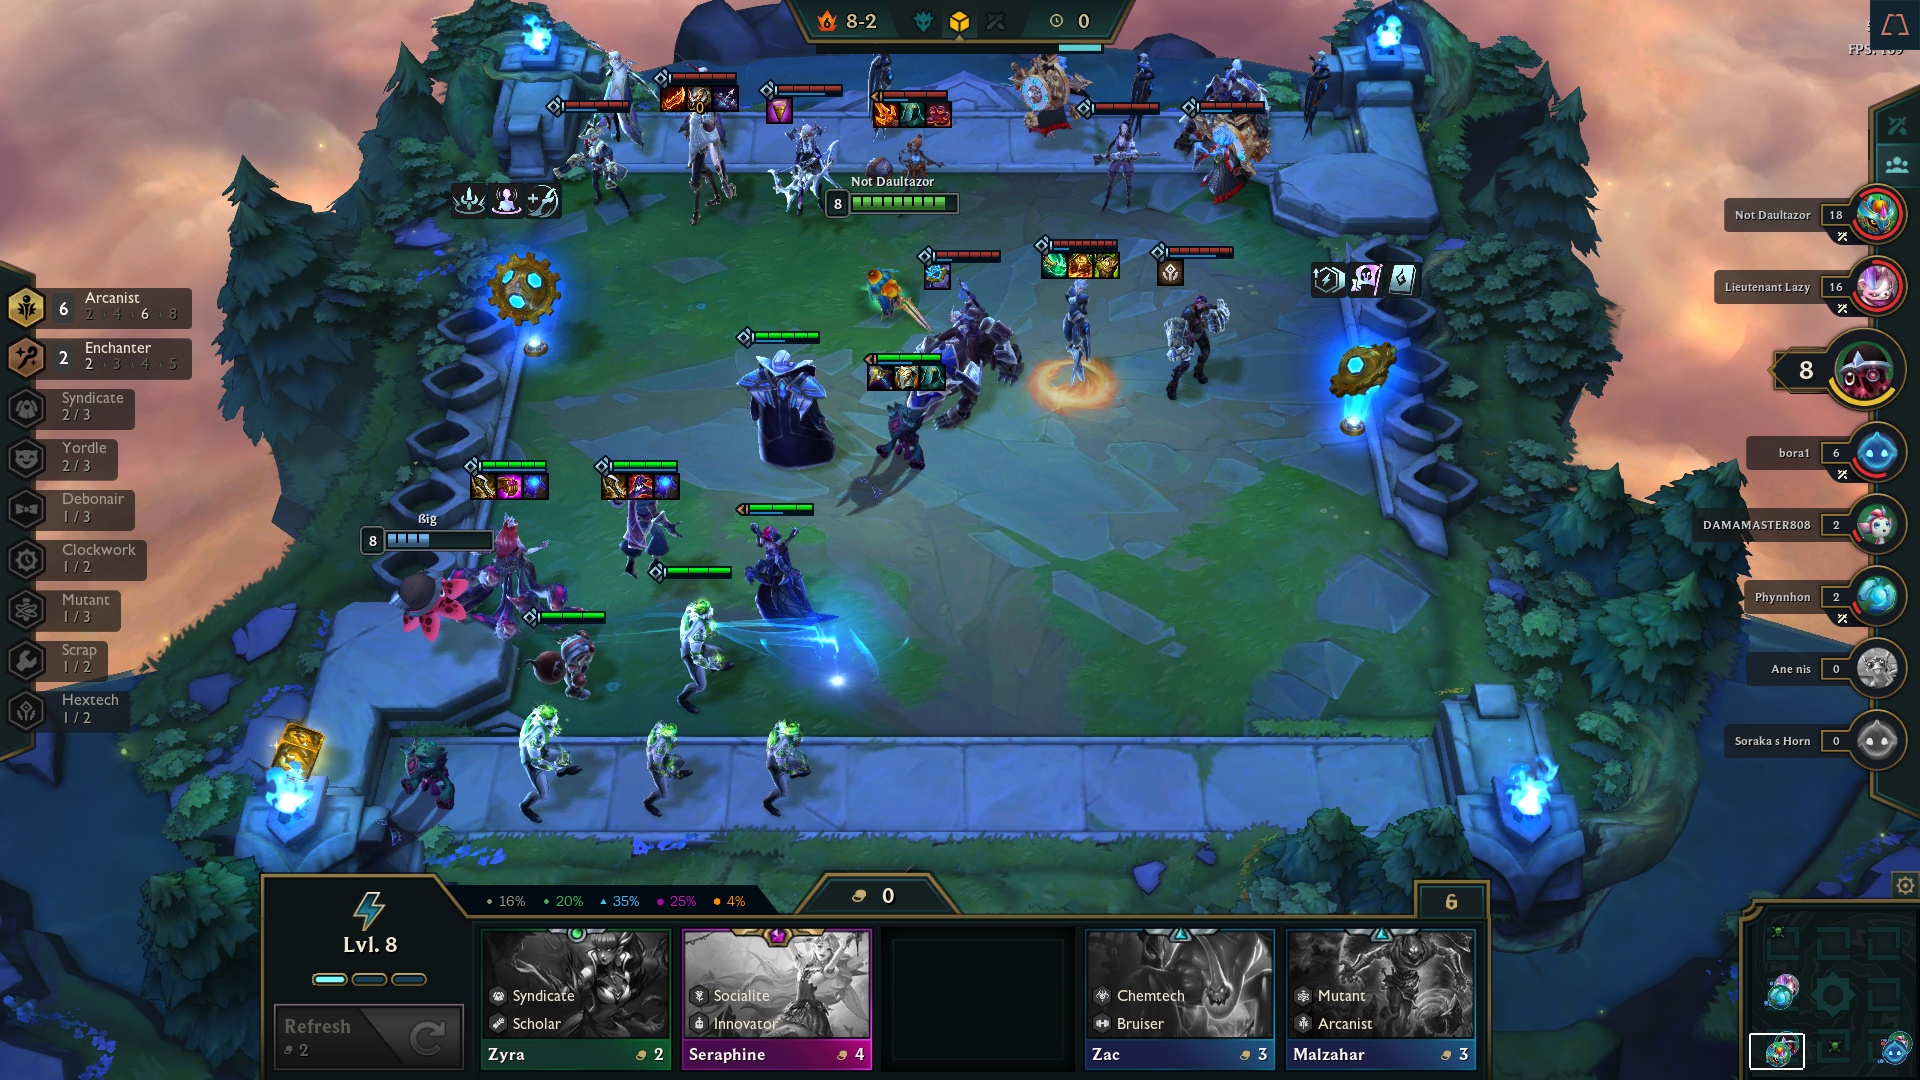 8-2
0
FPS:
Not Daultazor
8
Not Daultazor 18
Lieutenant Lazy 16
8
bora1 6
DAMAMASTER808 2
Phynnhon 2
Ane nis 0
Soraka s Horn 0
6 Arcanist
2 4 6 8
2 Enchanter
2 3 4 5
Syndicate
2 / 3
Yordle
2 / 3
Debonair
1 / 3
Clockwork
1 / 2
Mutant
1 / 3
Scrap
1 / 2
Hextech
1 / 2
ßig
8
0
16% 20% 35% 25% 4%
0
6
Lvl. 8
Refresh
2
Syndicate
Scholar
Zyra 2
Socialite
Innovator
Seraphine 4
Chemtech
Bruiser
Zac 3
Mutant
Arcanist
Malzahar 3